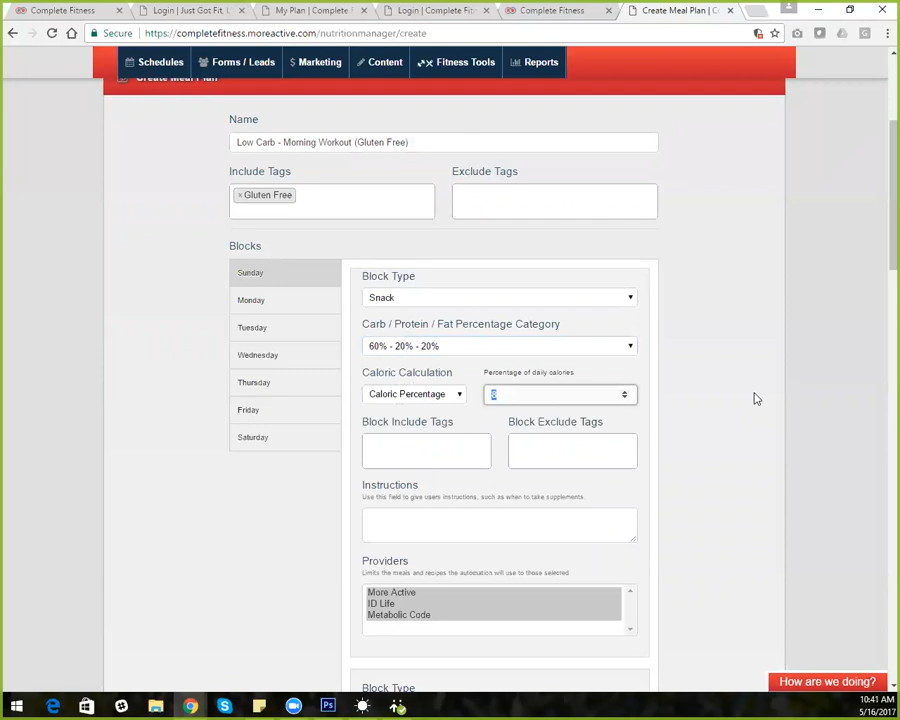 Complete Fitness
Login | Just Got Fit, L
My Plan | Complete F
Login | Complete Fitn
Complete Fitness
Create Meal Plan | Co
Secure
https://completefitness.moreactive.com/nutritionmanager/create
Schedules
Forms / Leads
Marketing
Content
Fitness Tools
Reports
Create Meal Plan
Name
Low Carb - Morning Workout (Gluten Free)
Include Tags
Exclude Tags
×Gluten Free
Blocks
Sunday
Monday
Tuesday
Wednesday
Thursday
Friday
Saturday
Block Type
Snack
Carb / Protein / Fat Percentage Category
60% - 20% - 20%
Caloric Calculation
Percentage of daily calories
Caloric Percentage
Block Include Tags
Block Exclude Tags
Instructions
Use this field to give users instructions, such as when to take supplements.
Providers
Limits the meals and recipes the automation will use to those selected
More Active
ID Life
Metabolic Code
Block Type
How are we doing?
Ps
10:41 AM
5/16/2017